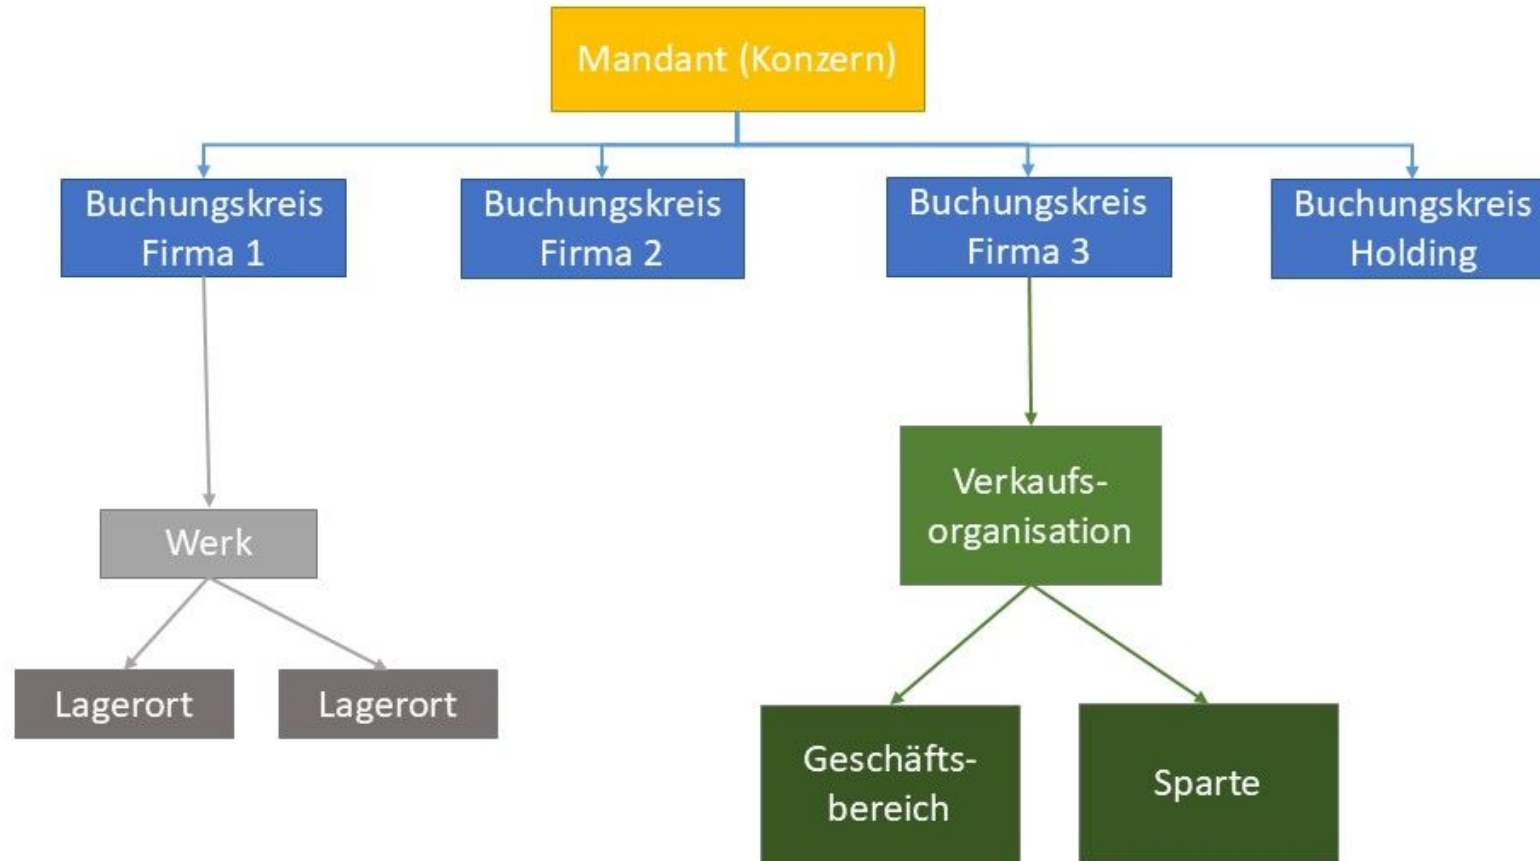 Mandant (Konzern)
Buchungskreis
Firma 1
Buchungskreis
Firma 2
Buchungskreis
Firma 3
Buchungskreis
Holding
Werk
Verkaufs-
organisation
Lagerort
Lagerort
Geschäfts-
bereich
Sparte